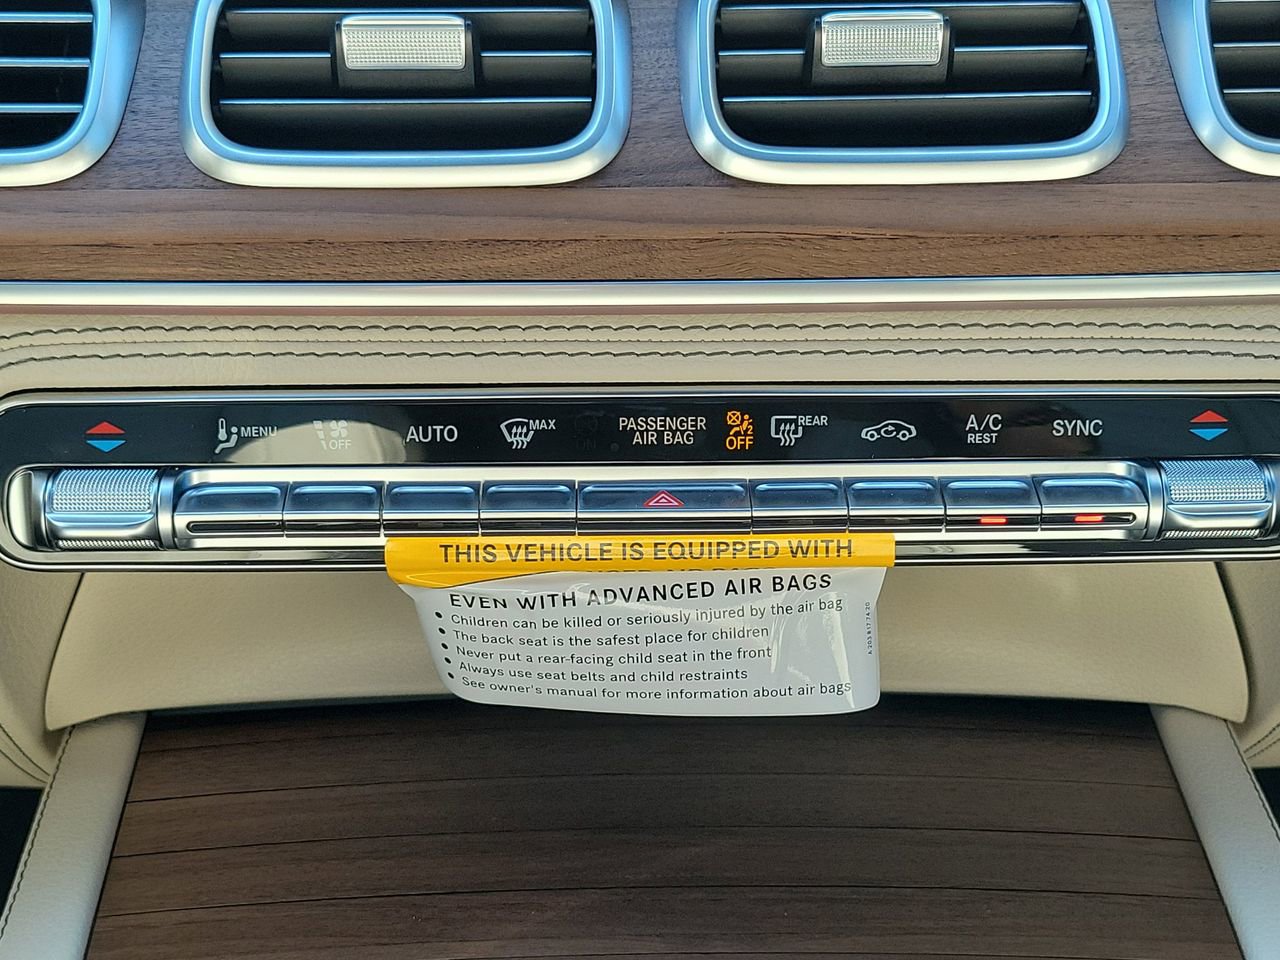 MENU
OFF
AUTO
MAX
PASSENGER
AIR BAG
2
OFF
REAR
A/C
REST
SYNC
THIS VEHICLE IS EQUIPPED WITH
EVEN WITH ADVANCED AIR BAGS
• Children can be killed or seriously injured by the air bag
• The back seat is the safest place for children
• Never put a rear-facing child seat in the front
• Always use seat belts and child restraints
• See owner's manual for more information about air bags